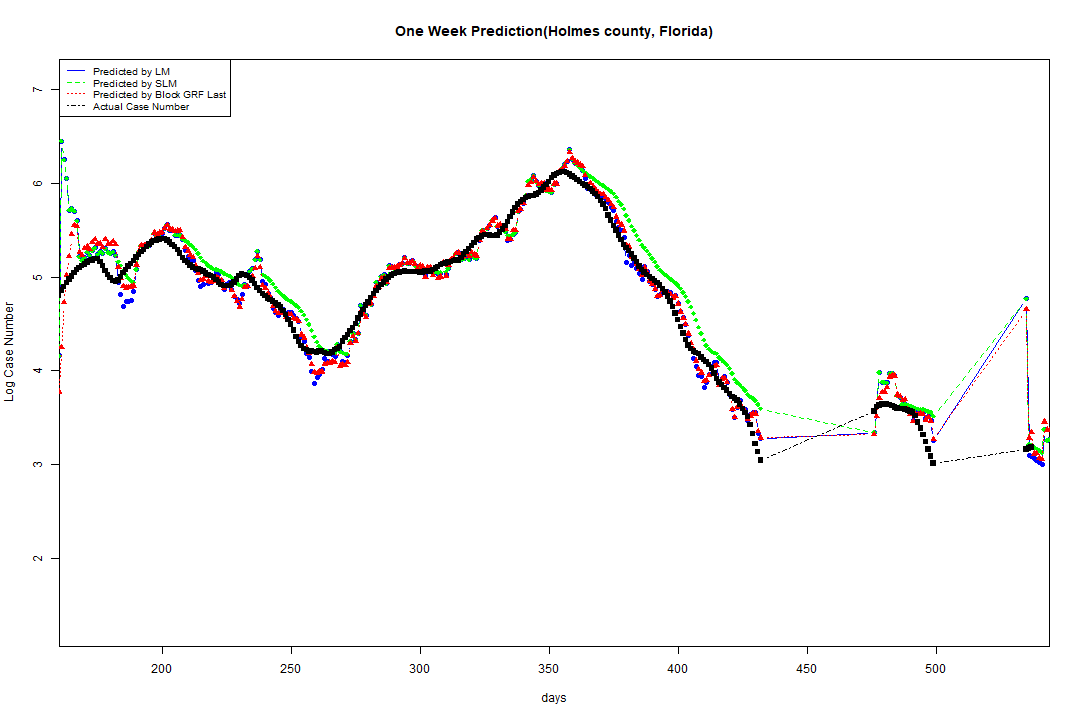 One Week Prediction(Holmes county, Florida)
Predicted by LM
Predicted by SLM
Predicted by Block GRF Last
Actual Case Number
7
6
5
4
3
2
Log Case Number
200 250 300 350 400 450 500
days